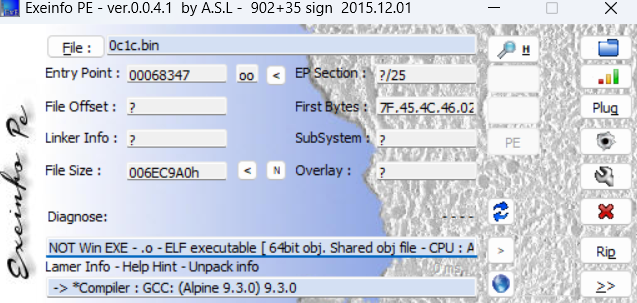 Exeinfo PE - ver.0.0.4.1 by A.S.L - 902+35 sign 2015.12.01
File : 0c1c.bin H
Entry Point : 00068347 oo < EP Section : ?/25
File Offset : ? First Bytes : 7F.45.4C.46.02 Plug
Linker Info : ? SubSystem : ? PE
File Size : 006EC9A0h < N Overlay : ?
Diagnose: - - - -
NOT Win EXE - .o - ELF executable [ 64bit obj. Shared obj file - CPU : A > Rip
Lamer Info - Help Hint - Unpack info
-> *Compiler : GCC: (Alpine 9.3.0) 9.3.0 >>
Exeinfo Pe